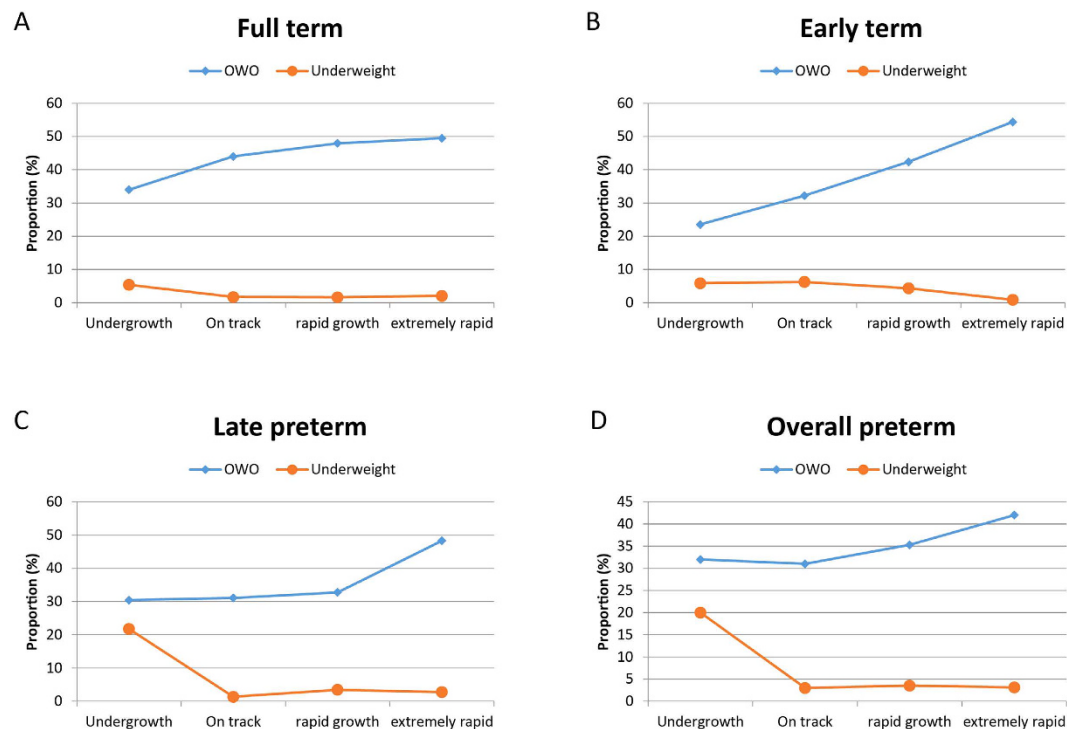 A
Full term
OWO Underweight
Proportion (%)
60
50
40
30
20
10
0
Undergrowth On track rapid growth extremely rapid
B
Early term
OWO Underweight
Proportion (%)
60
50
40
30
20
10
0
Undergrowth On track rapid growth extremely rapid
C
Late preterm
OWO Underweight
Proportion (%)
60
50
40
30
20
10
0
Undergrowth On track rapid growth extremely rapid
D
Overall preterm
OWO Underweight
Proportion (%)
45
40
35
30
25
20
15
10
5
0
Undergrowth On track rapid growth extremely rapid